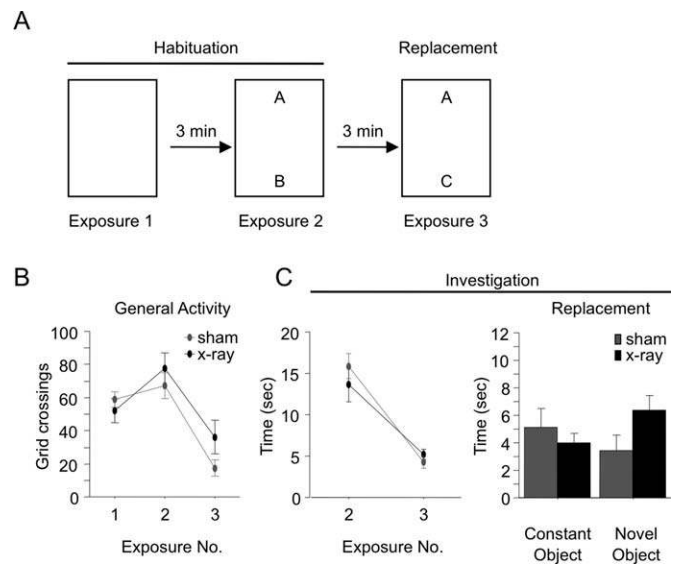 A
Habituation
Replacement
A
A
3 min
3 min
B
C
Exposure 1
Exposure 2
Exposure 3
B
C
Investigation
General Activity
Replacement
100
80
60
40
20
0
Grid crossings
sham
x-ray
1
2
3
Exposure No.
20
15
10
5
0
Time (sec)
2
3
Exposure No.
12
10
8
6
4
2
0
Time (sec)
sham
x-ray
Constant
Object
Novel
Object